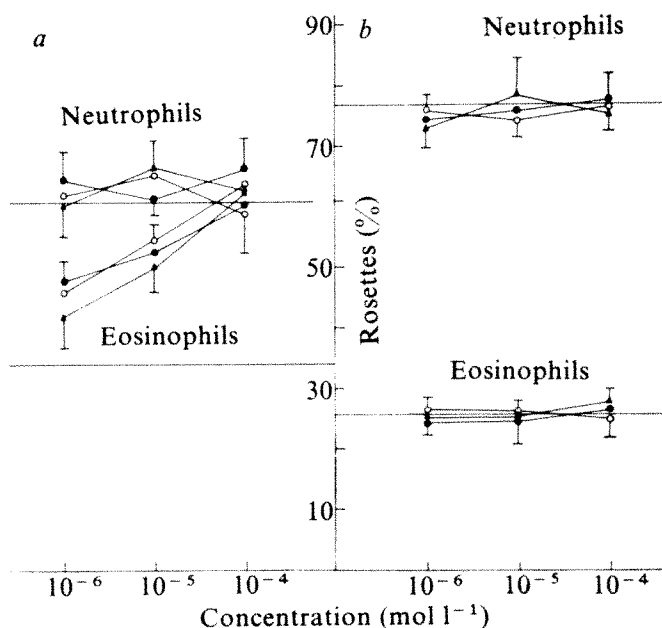 a
Neutrophils
Eosinophils
b
Neutrophils
Eosinophils
Rosettes (%)
90
70
50
30
10
10⁻⁶
10⁻⁵
10⁻⁴
10⁻⁶
10⁻⁵
10⁻⁴
Concentration (mol l⁻¹)